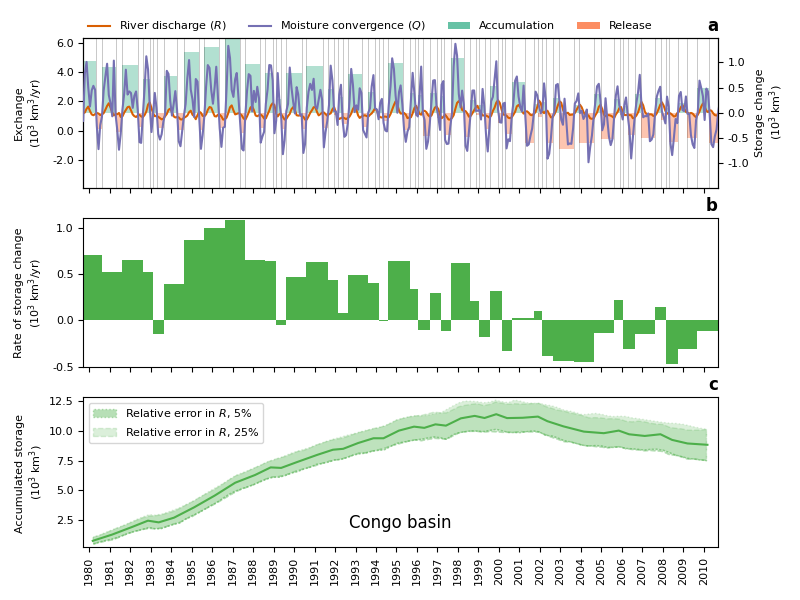 River discharge (R) Moisture convergence (Q) Accumulation Release a
6.0
4.0
2.0
0.0
-2.0
Exchange
(10³ km³/yr)
1.0
0.5
0.0
-0.5
-1.0
Storage change
(10³ km³)
b
1.0
0.5
0.0
-0.5
Rate of storage change
(10³ km³/yr)
c
12.5
10.0
7.5
5.0
2.5
Accumulated storage
(10³ km³)
Relative error in R, 5%
Relative error in R, 25%
Congo basin
1980 1981 1982 1983 1984 1985 1986 1987 1988 1989 1990 1991 1992 1993 1994 1995 1996 1997 1998 1999 2000 2001 2002 2003 2004 2005 2006 2007 2008 2009 2010